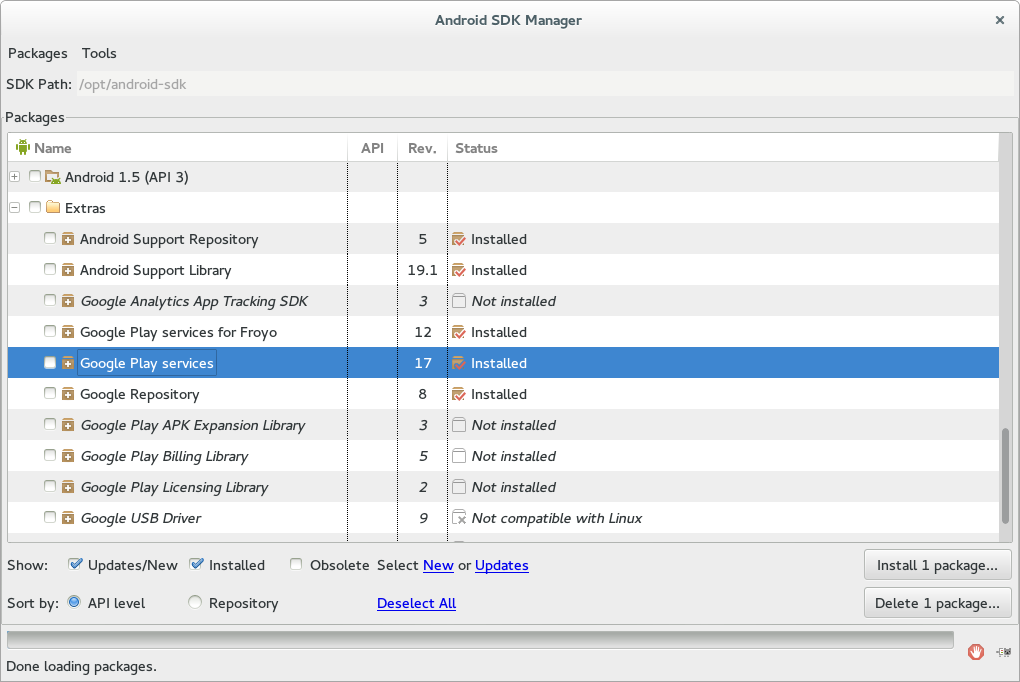 Android SDK Manager
Packages Tools
SDK Path: /opt/android-sdk
Packages
Name API Rev. Status
Android 1.5 (API 3)
Extras
Android Support Repository 5 Installed
Android Support Library 19.1 Installed
Google Analytics App Tracking SDK 3 Not installed
Google Play services for Froyo 12 Installed
Google Play services 17 Installed
Google Repository 8 Installed
Google Play APK Expansion Library 3 Not installed
Google Play Billing Library 5 Not installed
Google Play Licensing Library 2 Not installed
Google USB Driver 9 Not compatible with Linux
Show: Updates/New Installed Obsolete Select New or Updates Install 1 package...
Sort by: API level Repository Deselect All Delete 1 package...
Done loading packages.